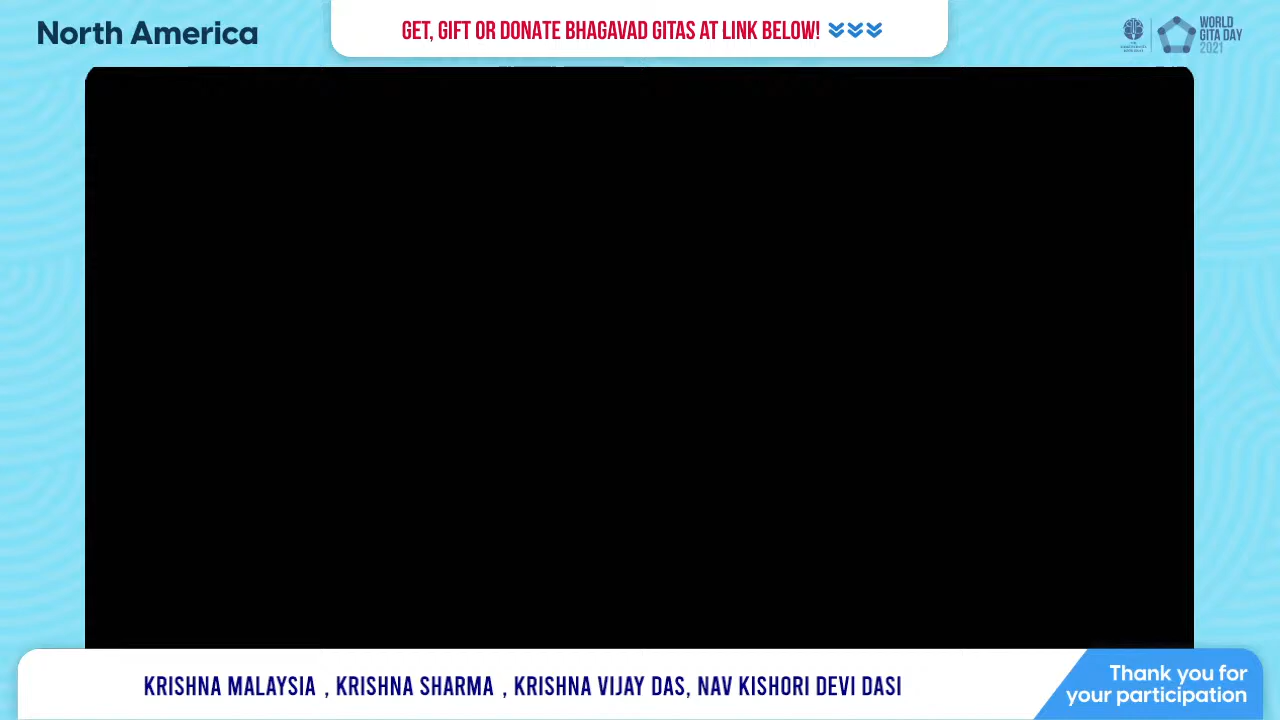 North America
GET, GIFT OR DONATE BHAGAVAD GITAS AT LINK BELOW!
WORLD
GITA DAY
2021
KRISHNA MALAYSIA , KRISHNA SHARMA , KRISHNA VIJAY DAS, NAV KISHORI DEVI DASI
Thank you for
your participation